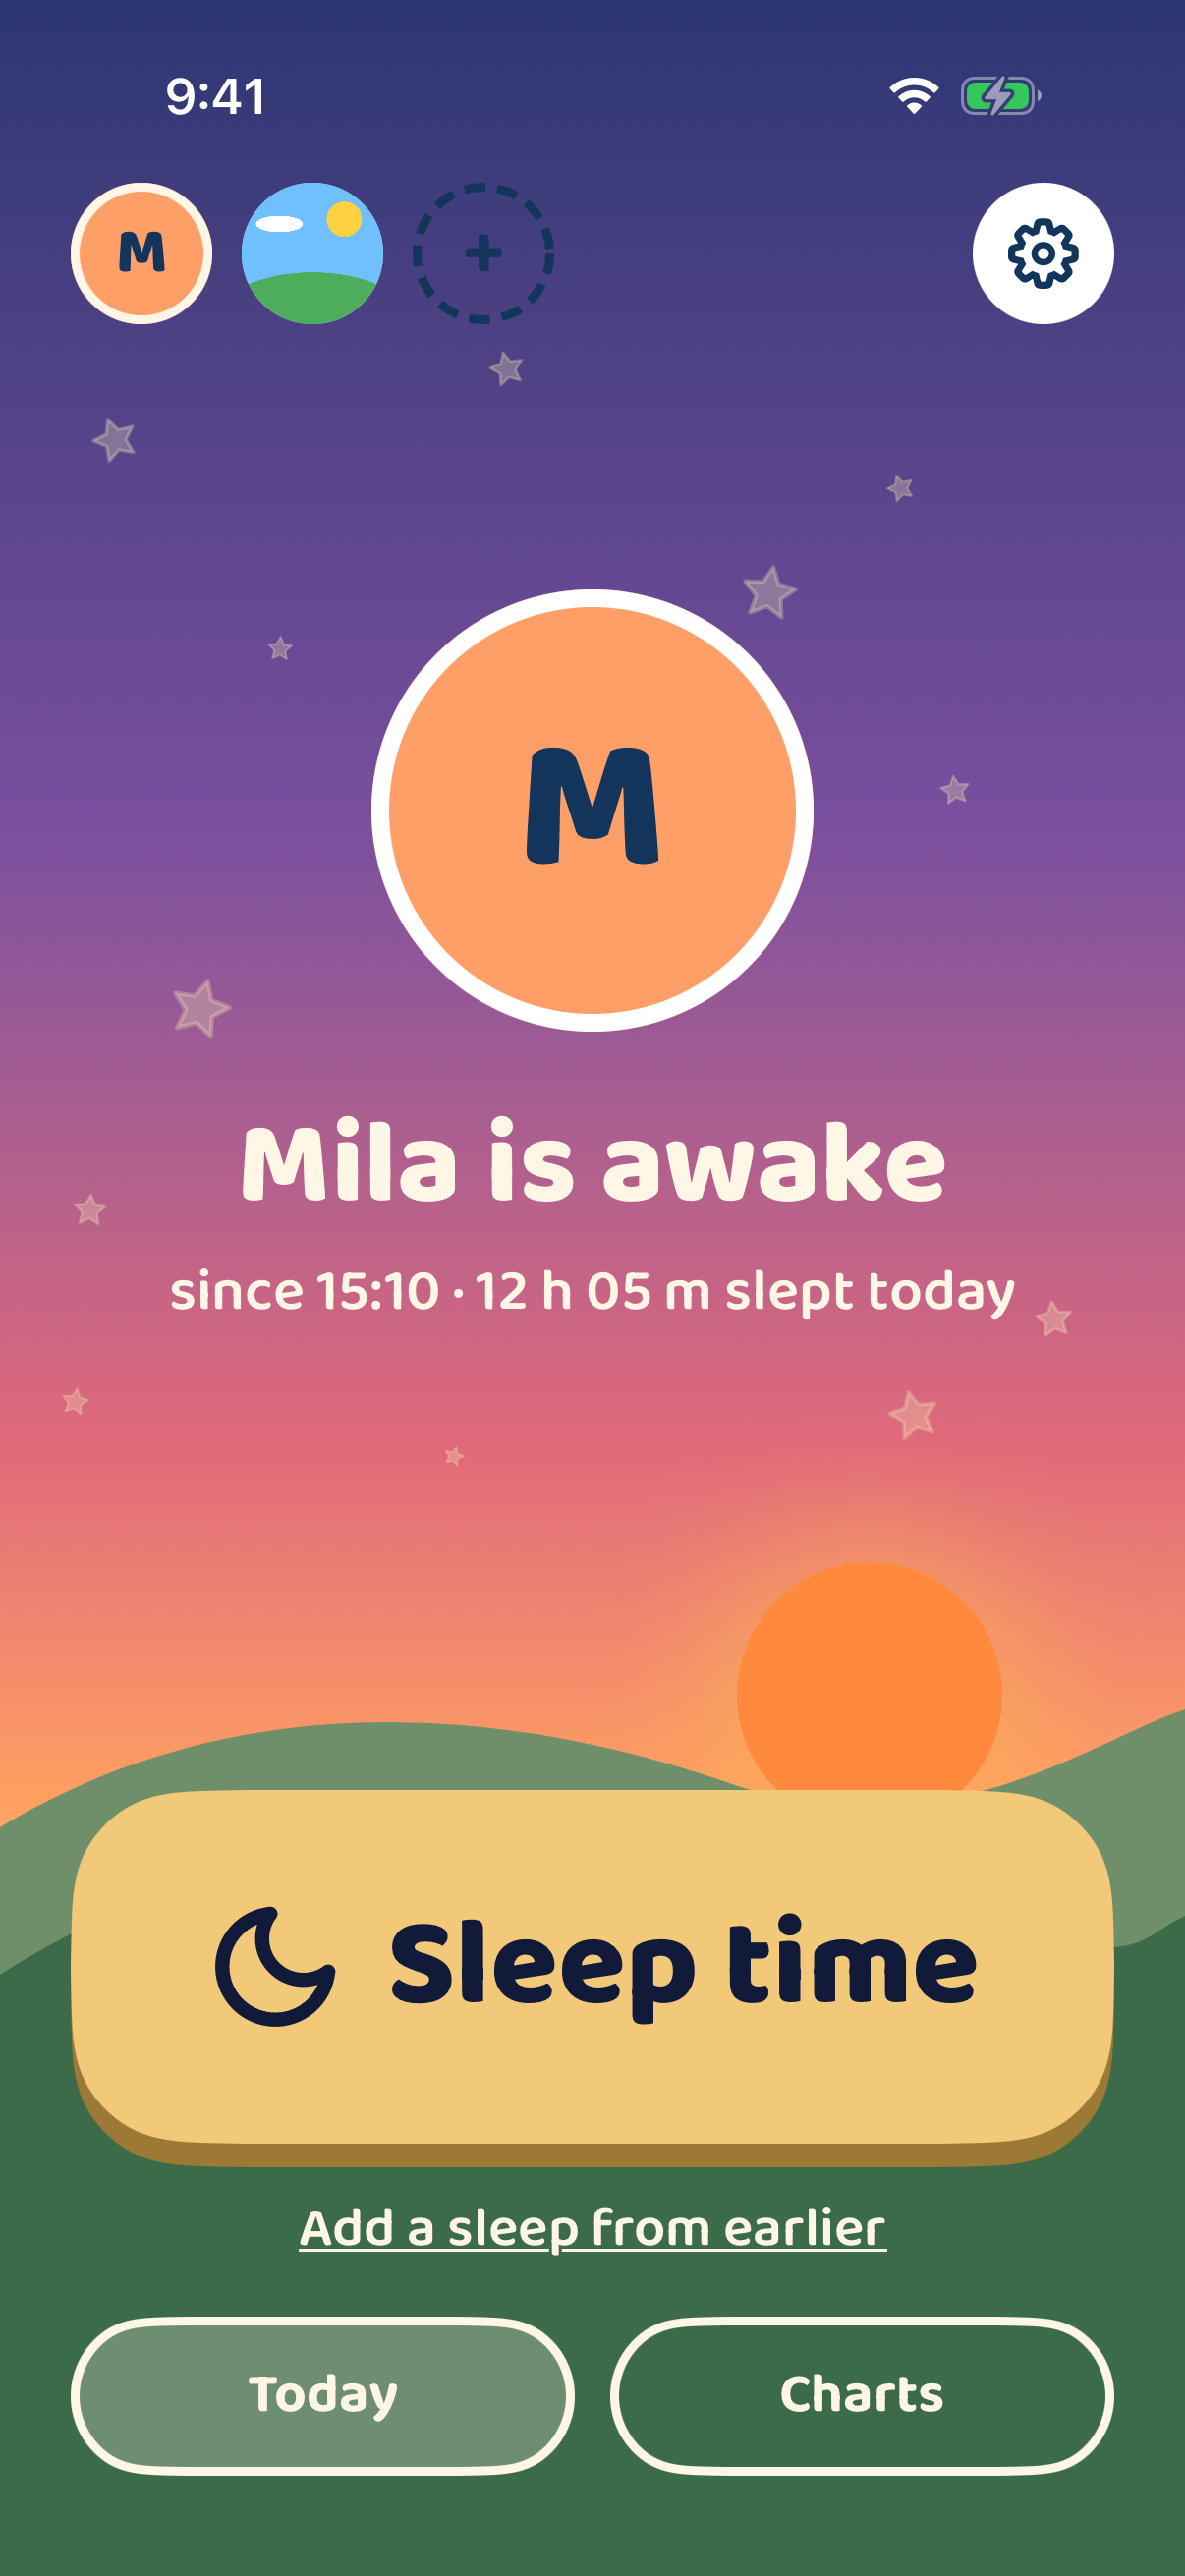 9:41
M
+
M
Mila is awake
since 15:10 · 12 h 05 m slept today
Sleep time
Add a sleep from earlier
Today
Charts